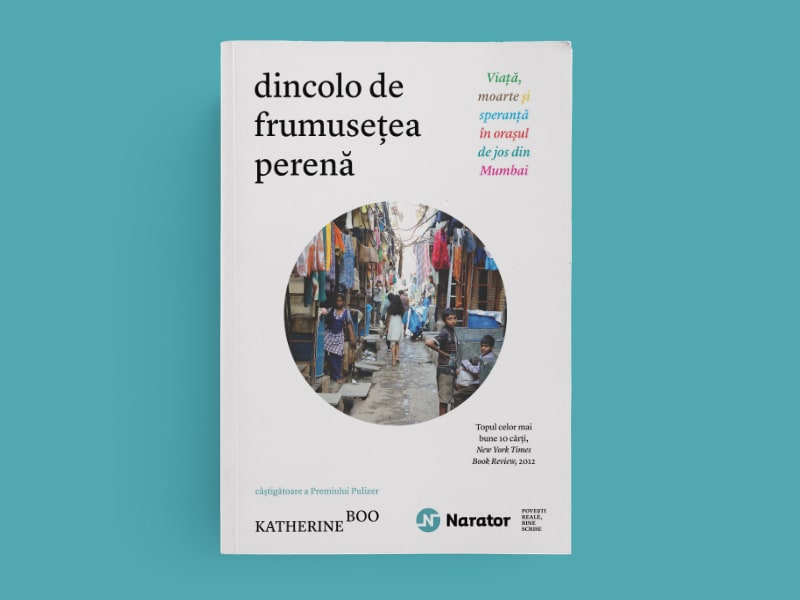 dincolo de
frumusețea
perenă
Viață,
moarte și
speranță
în orașul
de jos din
Mumbai
Topul celor mai
bune 10 cărți,
New York Times
Book Review, 2012
câștigătoare a Premiului Pulizer
KATHERINE BOO
N Narator
POVEȘTI
REALE,
BINE
SCRISE